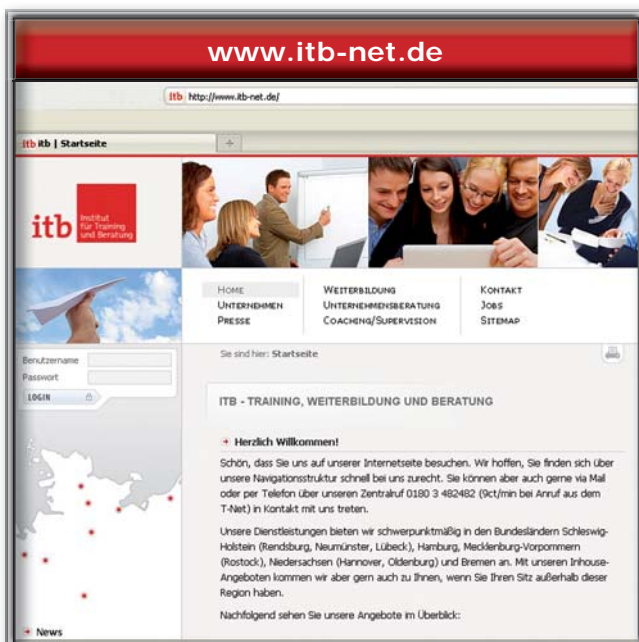 www.itb-net.de
itb http://www.itb-net.de/
itb itb | Startseite +
itb Institut
für Training
und Beratung
HOME WEITERBILDUNG KONTAKT
UNTERNEHMEN UNTERNEHMENSBERATUNG JOBS
PRESSE COACHING/SUPERVISION SITEMAP
Sie sind hier: Startseite
Benutzername
Passwort
LOGIN
ITB - TRAINING, WEITERBILDUNG UND BERATUNG
Herzlich Willkommen!
Schön, dass Sie uns auf unserer Internetseite besuchen. Wir hoffen, Sie finden sich über
unsere Navigationsstruktur schnell bei uns zurecht. Sie können aber auch gerne via Mail
oder per Telefon über unseren Zentralruf 0180 3 482482 (9ct/min bei Anruf aus dem
T-Net) in Kontakt mit uns treten.
Unsere Dienstleistungen bieten wir schwerpunktmäßig in den Bundesländern Schleswig-
Holstein (Rendsburg, Neumünster, Lübeck), Hamburg, Mecklenburg-Vorpommern
(Rostock), Niedersachsen (Hannover, Oldenburg) und Bremen an. Mit unseren Inhouse-
Angeboten kommen wir aber gern auch zu Ihnen, wenn Sie Ihren Sitz außerhalb dieser
Region haben.
Nachfolgend sehen Sie unsere Angebote im Überblick:
News